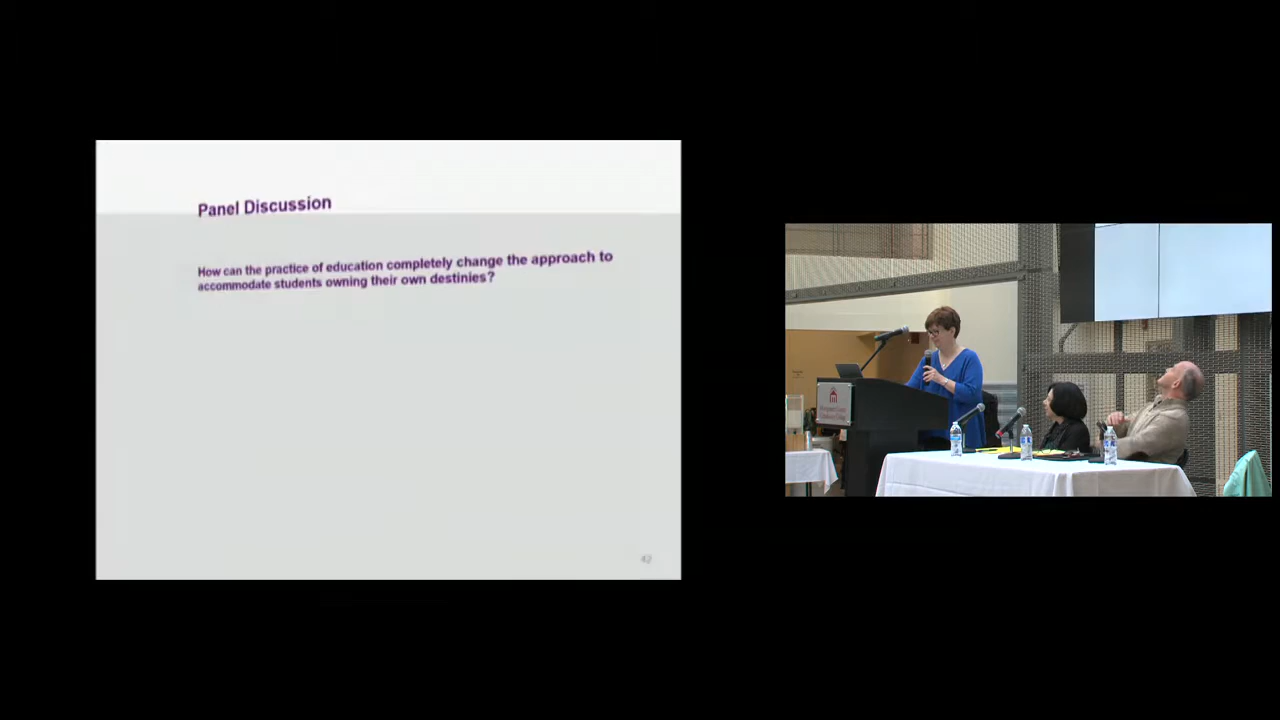 Panel Discussion
How can the practice of education completely change the approach to
accommodate students owning their own destinies?
42